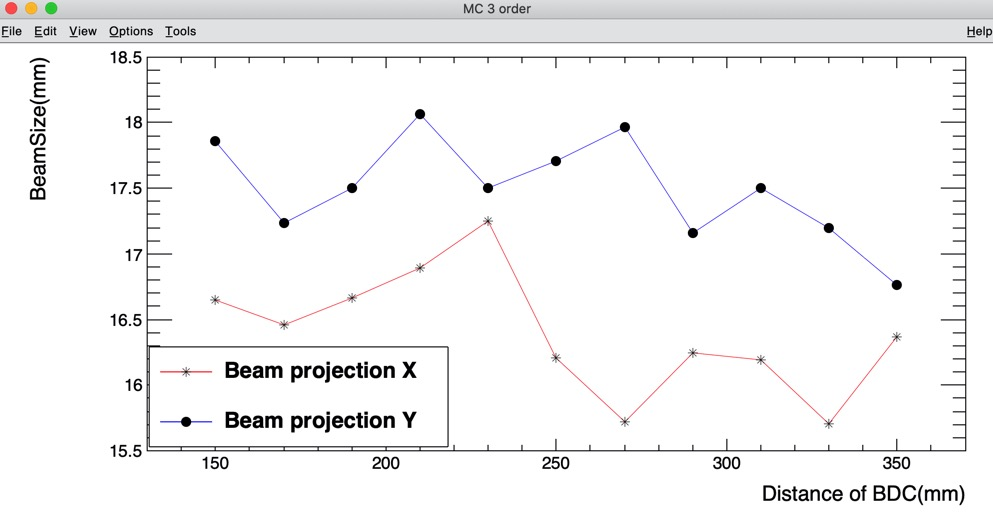 MC 3 order
File Edit View Options Tools Help
BeamSize(mm)
18.5
18
17.5
17
16.5
16
15.5
Beam projection X
Beam projection Y
150 200 250 300 350
Distance of BDC(mm)